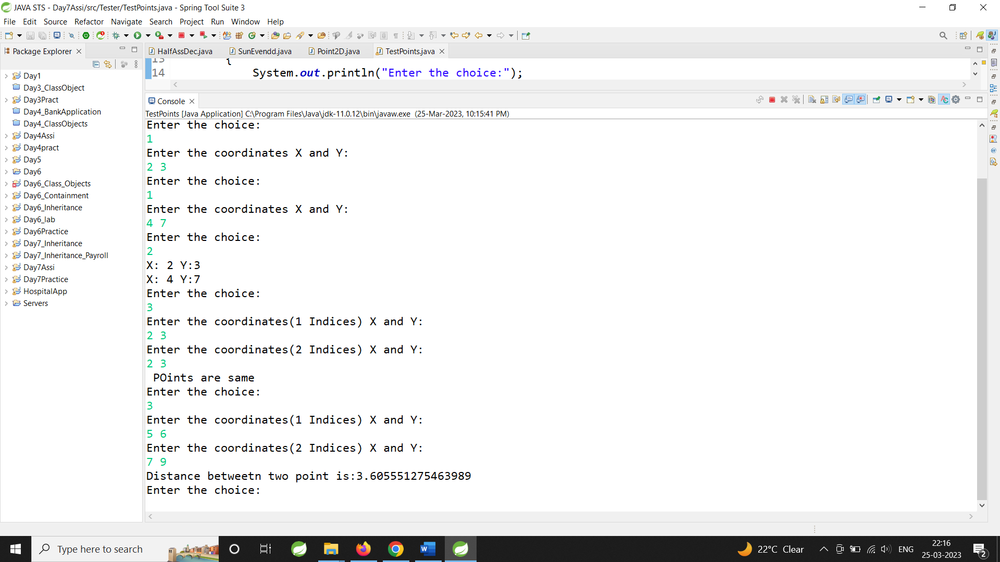 JAVA STS - Day7Assi/src/Tester/TestPoints.java - Spring Tool Suite 3
File Edit Source Refactor Navigate Search Project Run Window Help
Package Explorer
Day1
Day3_ClassObject
Day3Pract
Day4_BankApplication
Day4_ClassObjects
Day4Assi
Day4pract
Day5
Day6
Day6_Class_Objects
Day6_Containment
Day6_Inheritance
Day6_lab
Day6Practice
Day7_Inheritance
Day7_Inheritance_Payroll
Day7Assi
Day7Practice
HospitalApp
Servers
HalfAssDec.java SunEvendd.java Point2D.java TestPoints.java
13 {
14 System.out.println("Enter the choice:");
Console
TestPoints [Java Application] C:\Program Files\Java\jdk-11.0.12\bin\javaw.exe (25-Mar-2023, 10:15:41 PM)
Enter the choice:
1
Enter the coordinates X and Y:
2 3
Enter the choice:
1
Enter the coordinates X and Y:
4 7
Enter the choice:
2
X: 2 Y:3
X: 4 Y:7
Enter the choice:
3
Enter the coordinates(1 Indices) X and Y:
2 3
Enter the coordinates(2 Indices) X and Y:
2 3
POints are same
Enter the choice:
3
Enter the coordinates(1 Indices) X and Y:
5 6
Enter the coordinates(2 Indices) X and Y:
7 9
Distance betweetn two point is:3.605551275463989
Enter the choice:
Type here to search
22°C Clear
ENG
22:16
25-03-2023
2